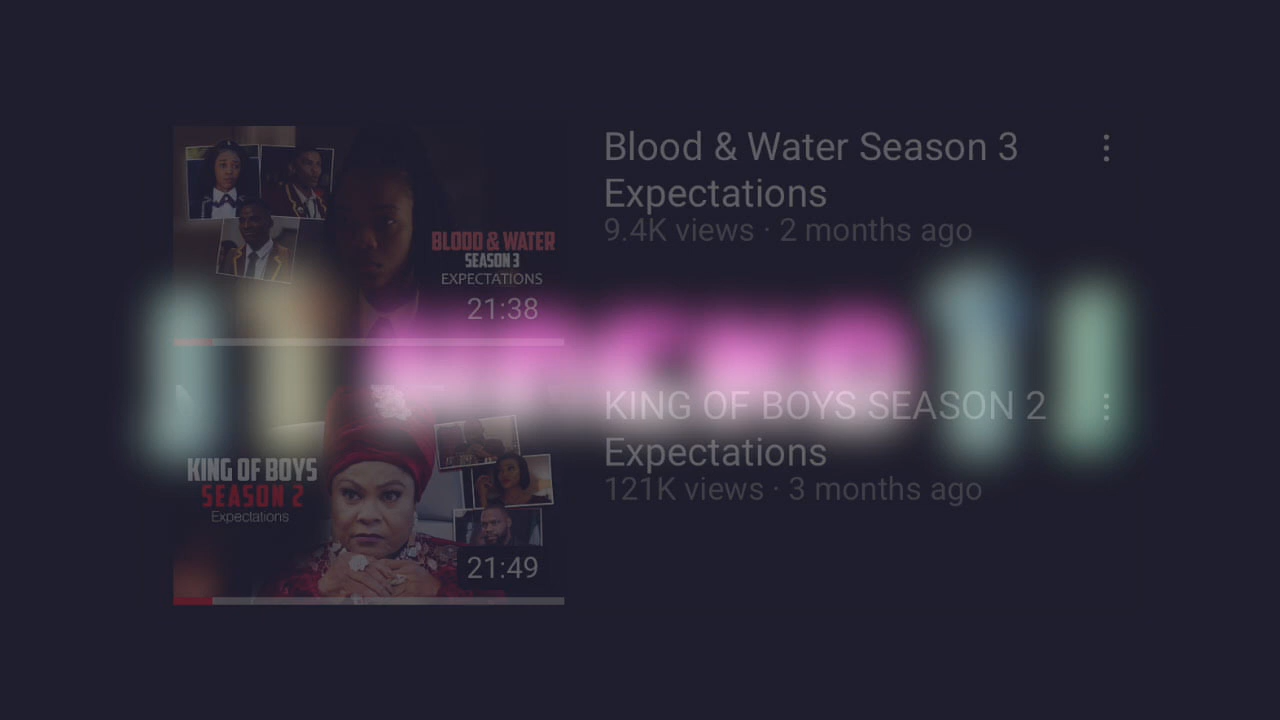 Blood & Water Season 3
Expectations
9.4K views · 2 months ago
BLOOD & WATER
SEASON 3
EXPECTATIONS
21:38
KING OF BOYS SEASON 2
Expectations
121K views · 3 months ago
KING OF BOYS
SEASON 2
Expectations
21:49